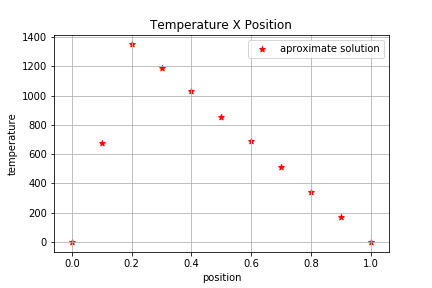 Temperature X Position
aproximate solution
temperature
1400
1200
1000
800
600
400
200
0
0.0 0.2 0.4 0.6 0.8 1.0
position